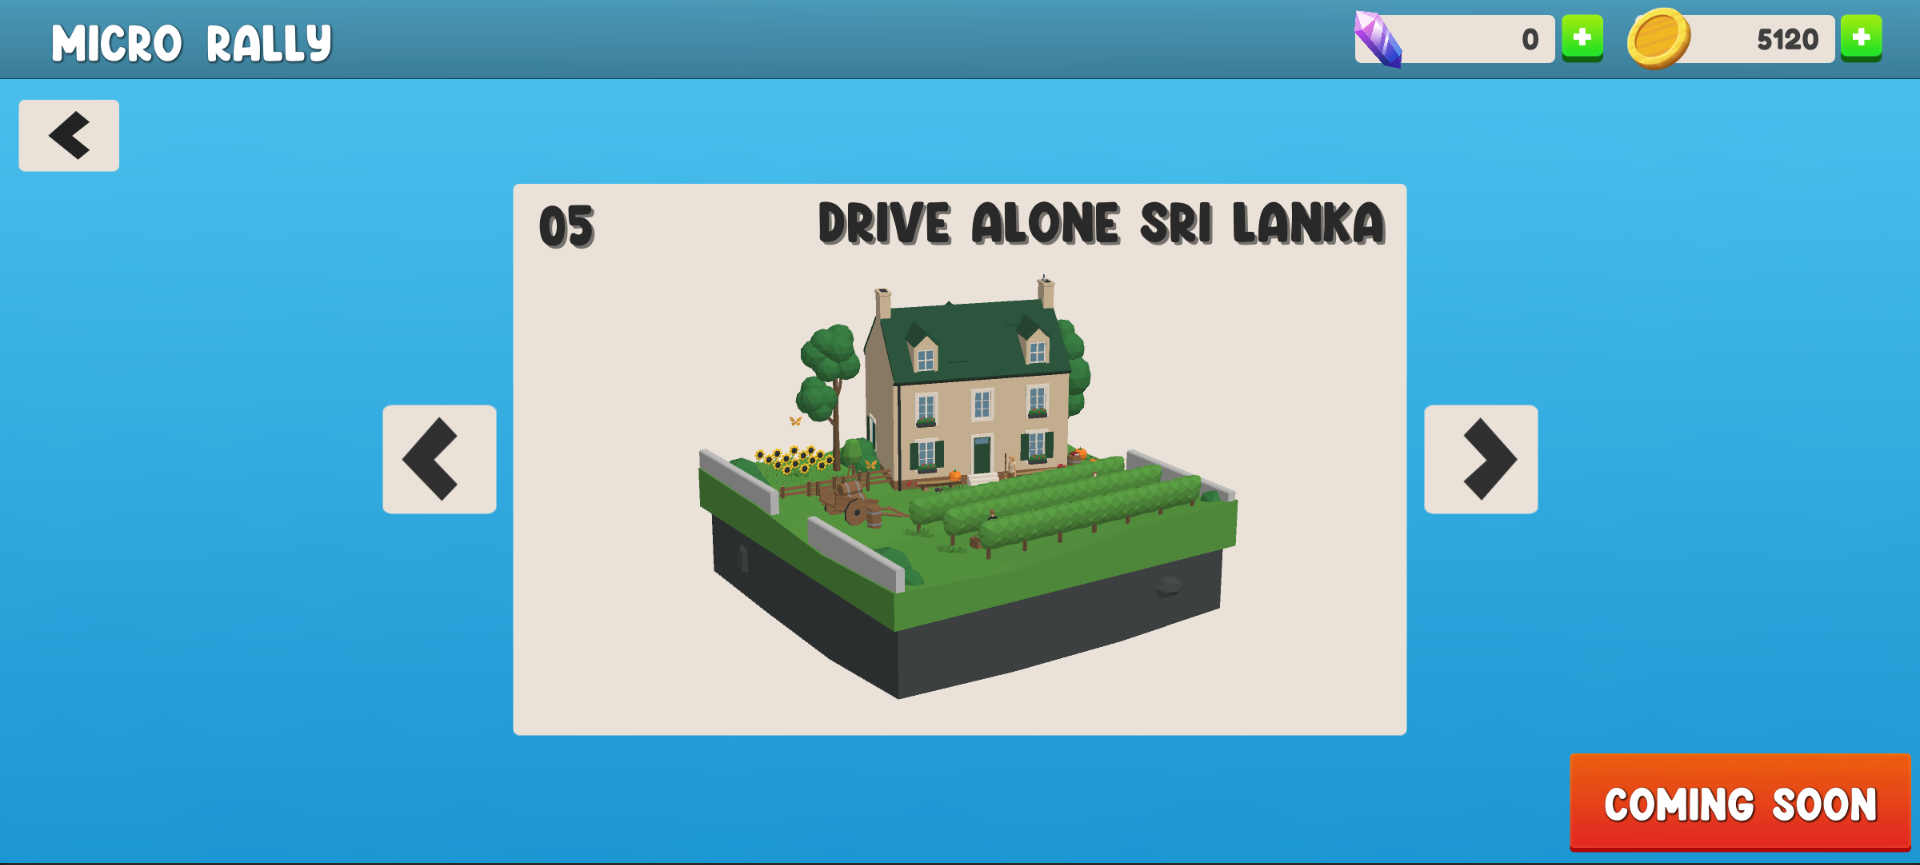 MICRO RALLY
0
5120
05
DRIVE ALONE SRI LANKA
COMING SOON